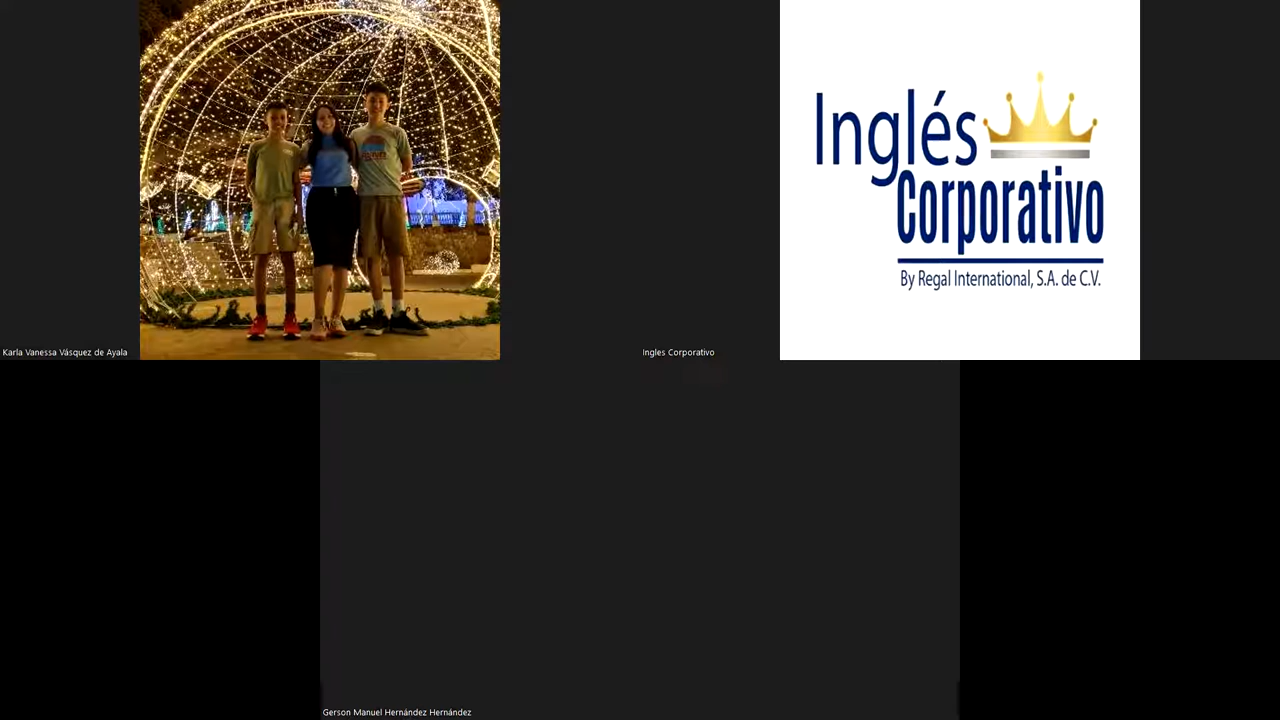 Inglés
Corporativo
By Regal International, S.A. de C.V.
Karla Vanessa Vásquez de Ayala
Ingles Corporativo
Gerson Manuel Hernández Hernández